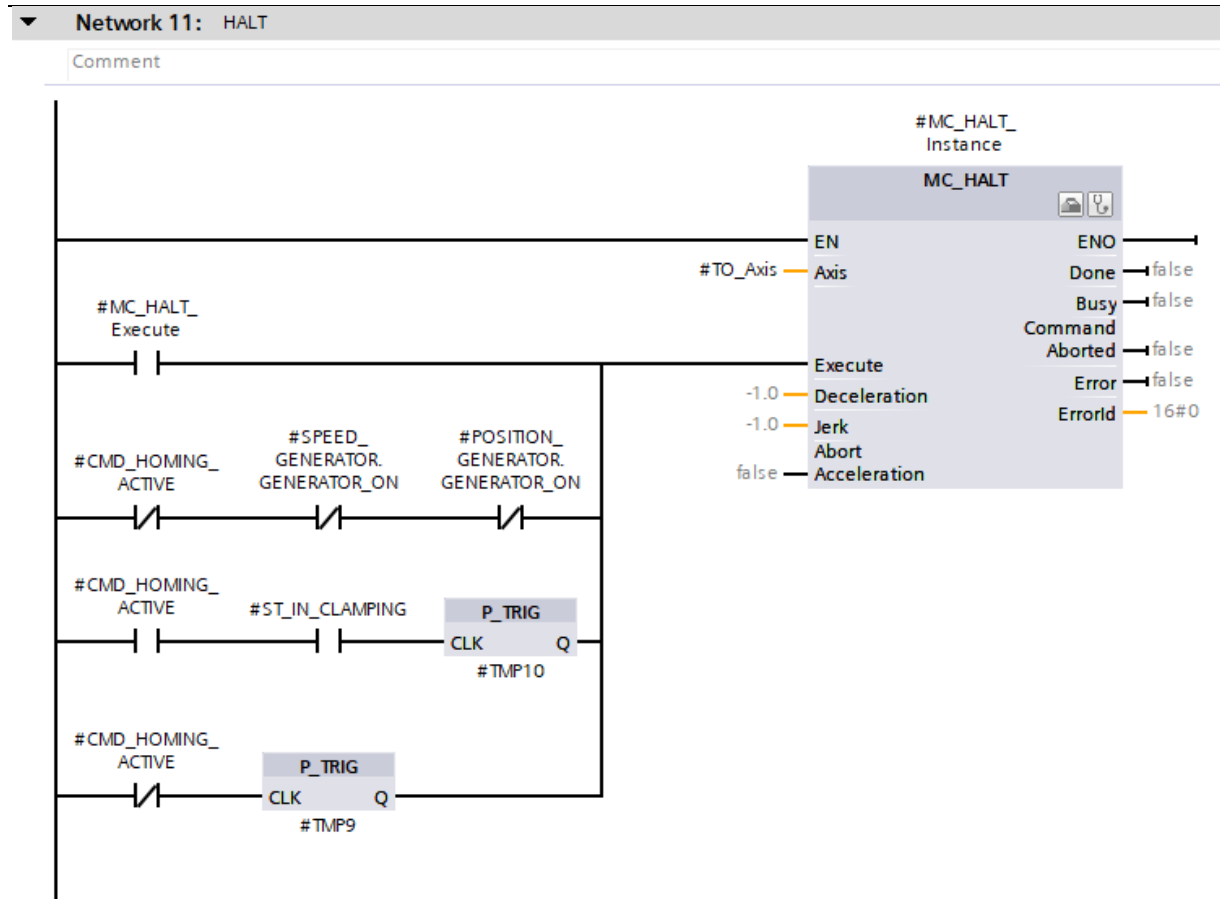 Network 11: HALT
Comment
#MC_HALT_
Instance
MC_HALT
EN ENO
#TO_Axis Axis Done false
#MC_HALT_
Execute
Busy false
Command
Aborted false
Execute
Error false
-1.0 Deceleration
ErrorId 16#0
-1.0 Jerk
Abort
false Acceleration
#CMD_HOMING_
ACTIVE
#SPEED_
GENERATOR.
GENERATOR_ON
#POSITION_
GENERATOR.
GENERATOR_ON
#CMD_HOMING_
ACTIVE
#ST_IN_CLAMPING
P_TRIG
CLK Q
#TMP10
#CMD_HOMING_
ACTIVE
P_TRIG
CLK Q
#TMP9